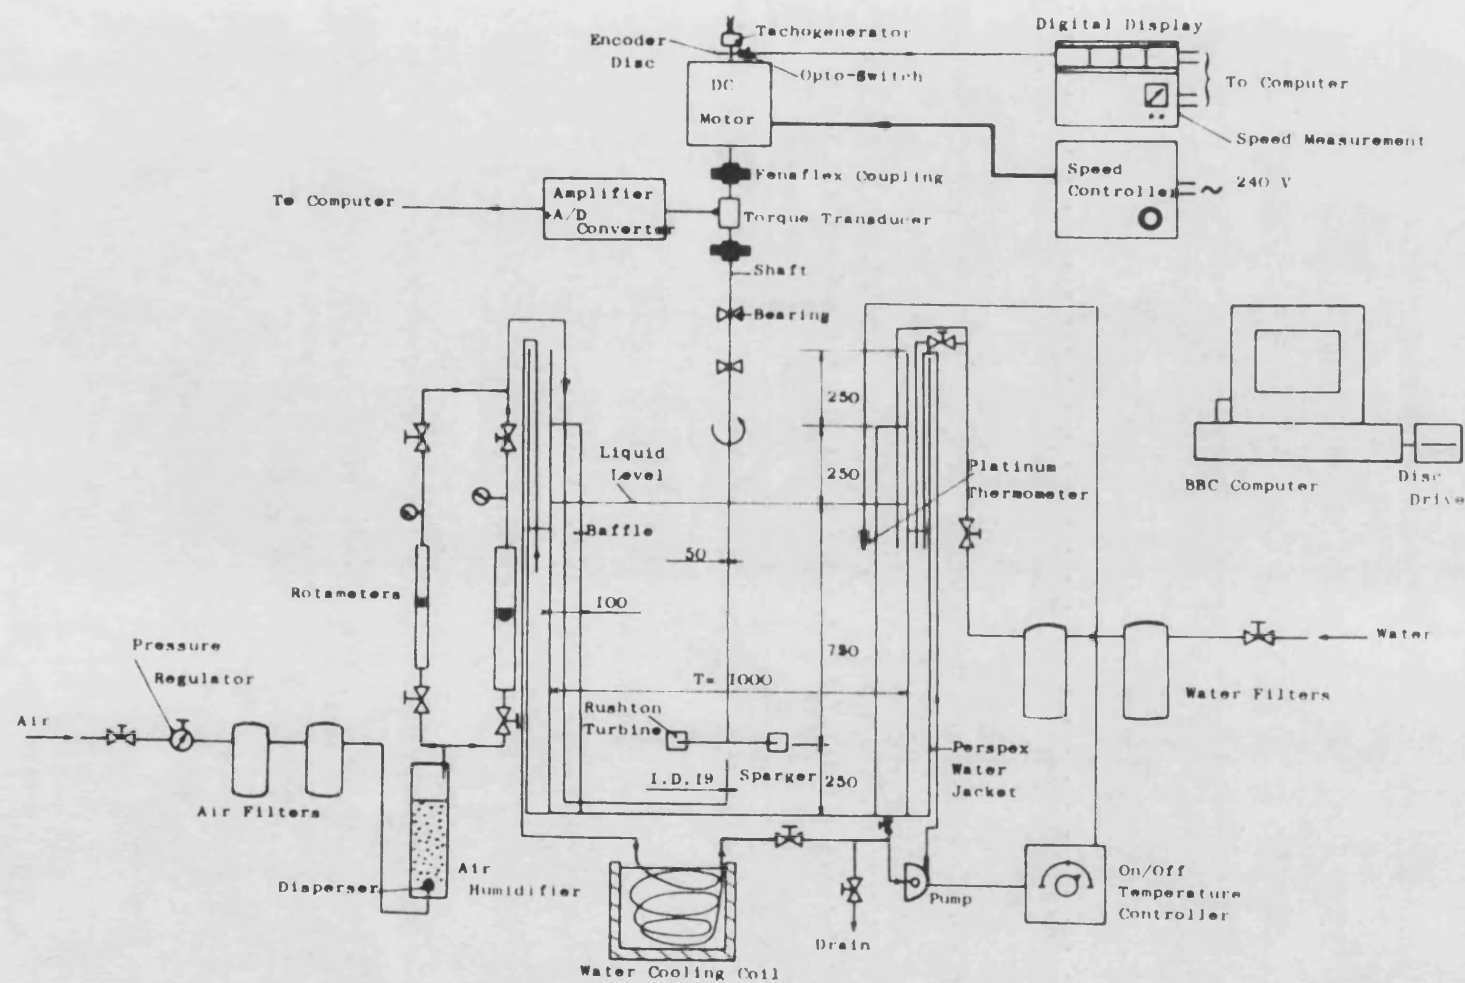 Tachogenerator
Digital Display
Encoder
Disc
Opto-Switch
DC
Motor
To Computer
Speed Measurement
Fenaflex Coupling
Speed
Controller
240 V
To Computer
Amplifier
A/D
Converter
Torque Transducer
Shaft
Bearing
250
Liquid
Level
250
Platinum
Thermometer
BBC Computer
Disc
Drive
Baffle
50
Rotameters
100
Pressure
Regulator
750
Water
T= 1000
Water Filters
Rushton
Turbine
Air
Perspex
Water
Jacket
I.D.19
Sparger
250
Air Filters
Air
Humidifier
Disperser
On/Off
Temperature
Controller
Pump
Drain
Water Cooling Coil